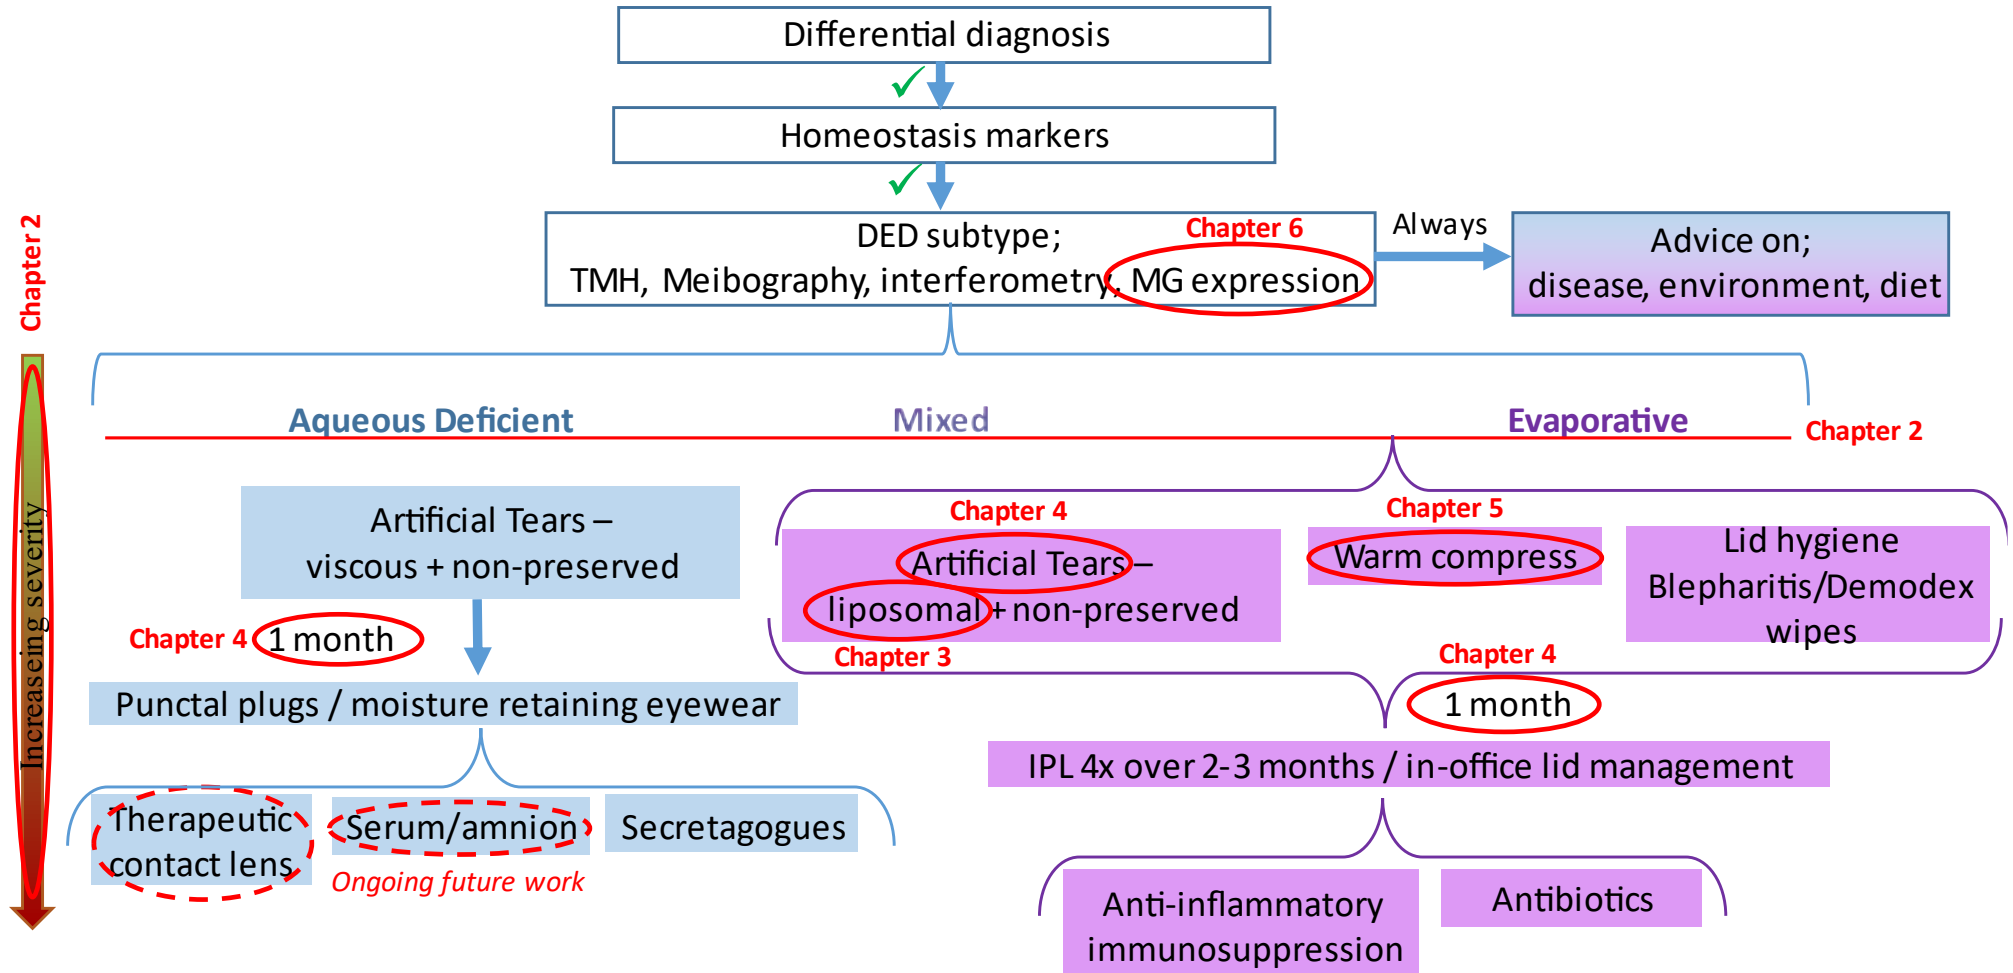 Differential diagnosis
Homeostasis markers
Chapter 2
DED subtype;
Chapter 6
TMH, Meibography, interferometry, MG expression
Always
Advice on;
disease, environment, diet
Increaseing severity
Aqueous Deficient
Mixed
Evaporative
Chapter 2
Artificial Tears –
viscous + non-preserved
Chapter 4
1 month
Punctal plugs / moisture retaining eyewear
Therapeutic
contact lens
Serum/amnion
Ongoing future work
Secretagogues
Chapter 4
Artificial Tears –
liposomal + non-preserved
Chapter 3
Chapter 5
Warm compress
Lid hygiene
Blepharitis/Demodex
wipes
Chapter 4
1 month
IPL 4x over 2-3 months / in-office lid management
Anti-inflammatory
immunosuppression
Antibiotics